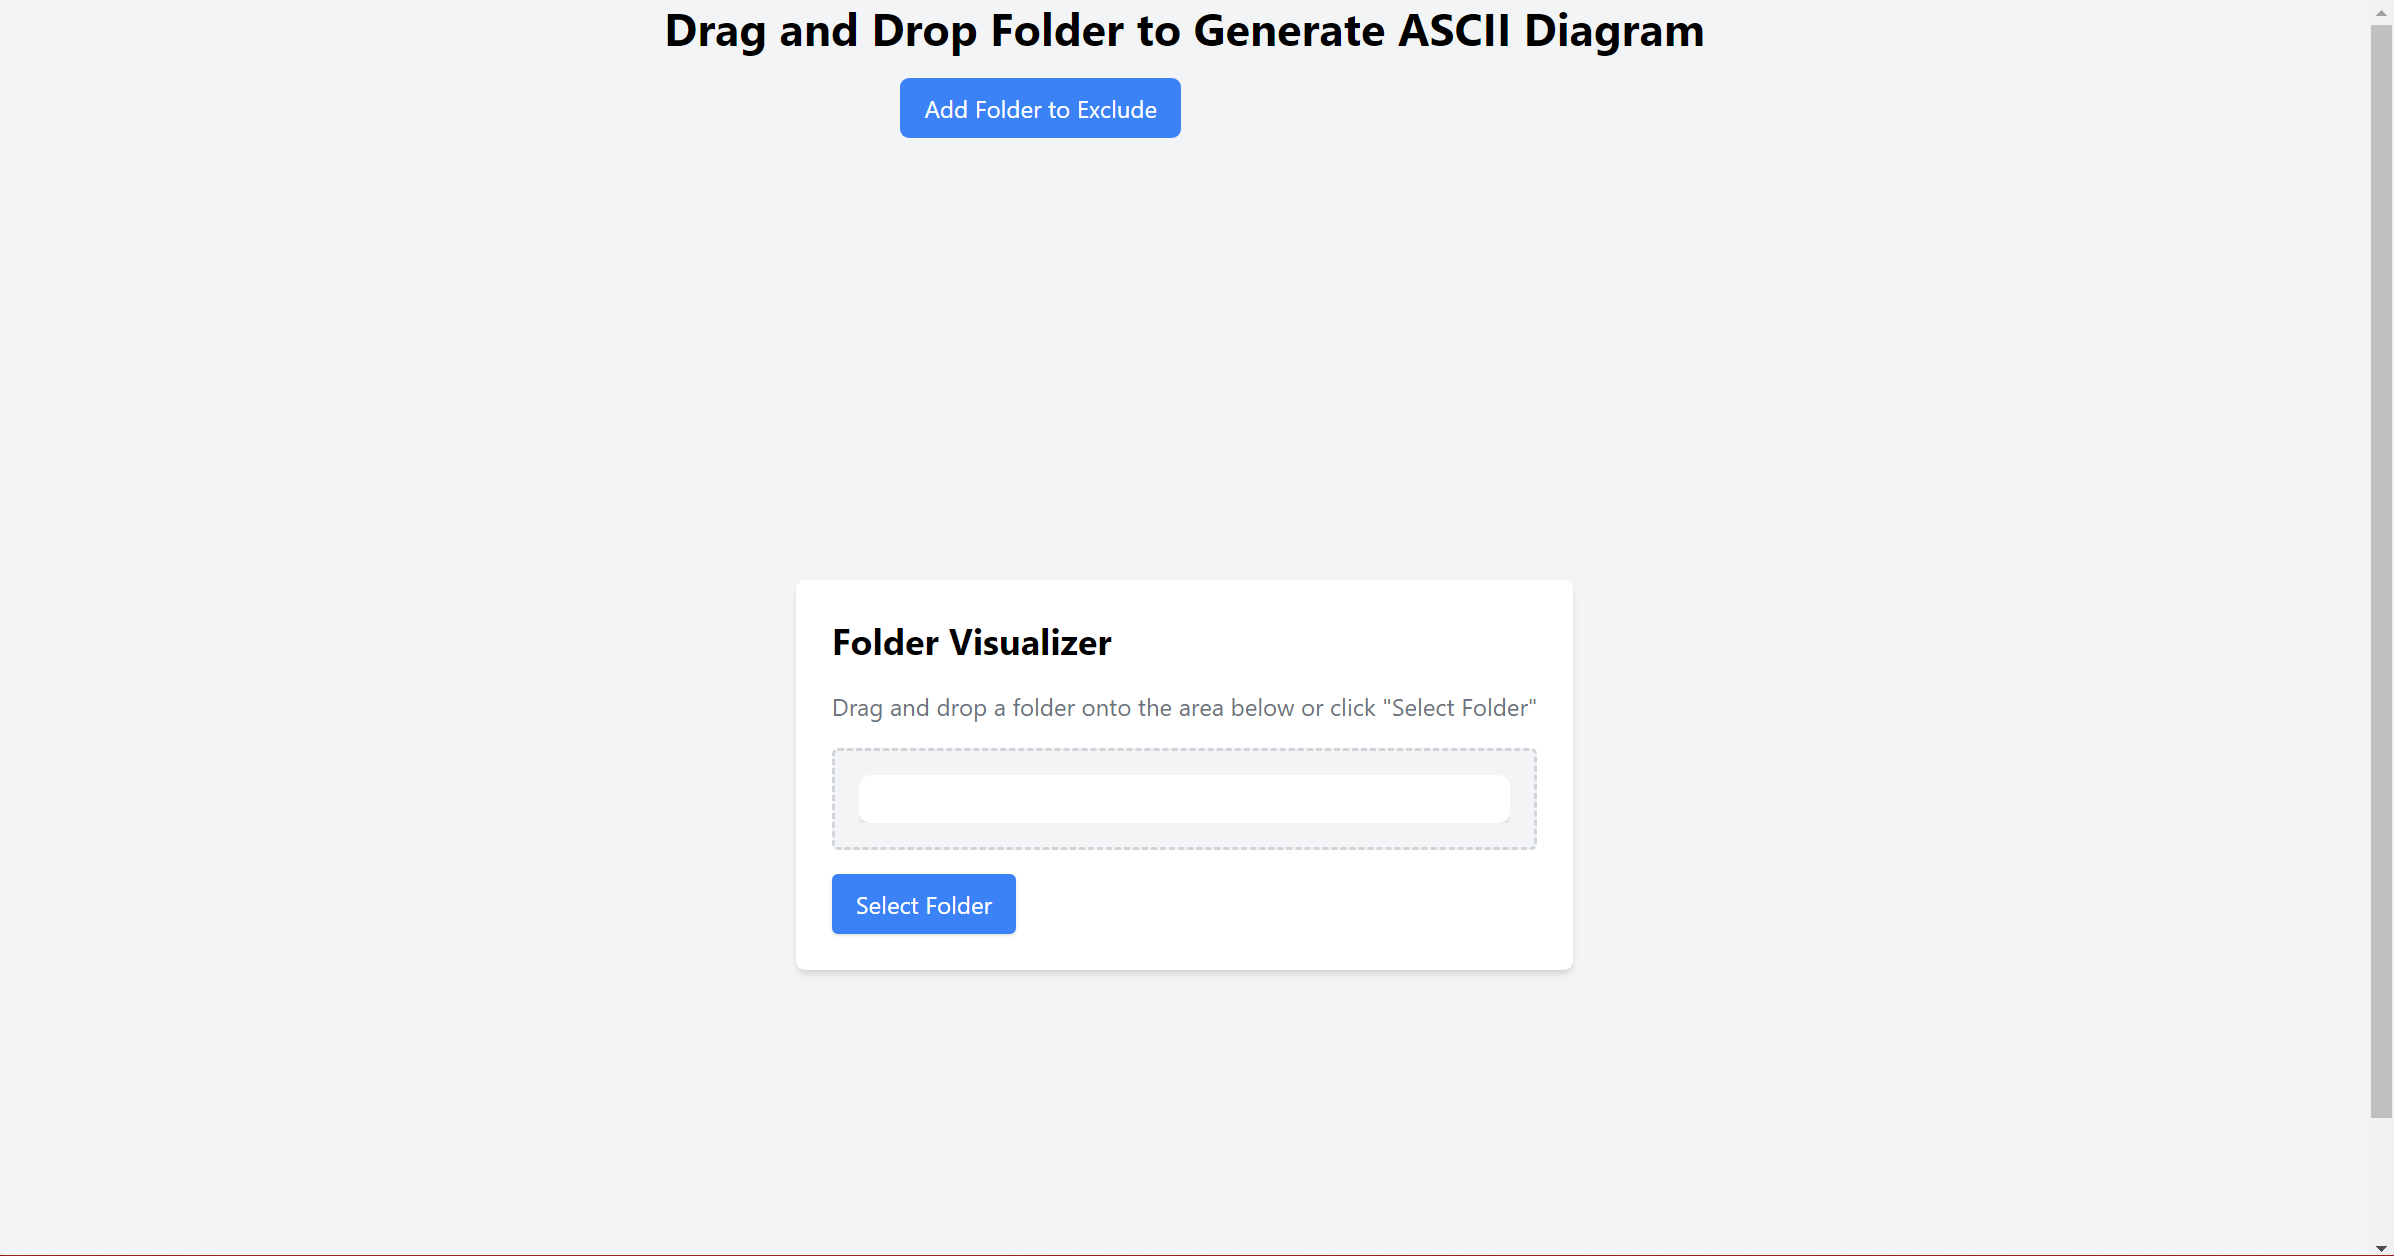 Drag and Drop Folder to Generate ASCII Diagram
Add Folder to Exclude
Folder Visualizer
Drag and drop a folder onto the area below or click "Select Folder"
Select Folder